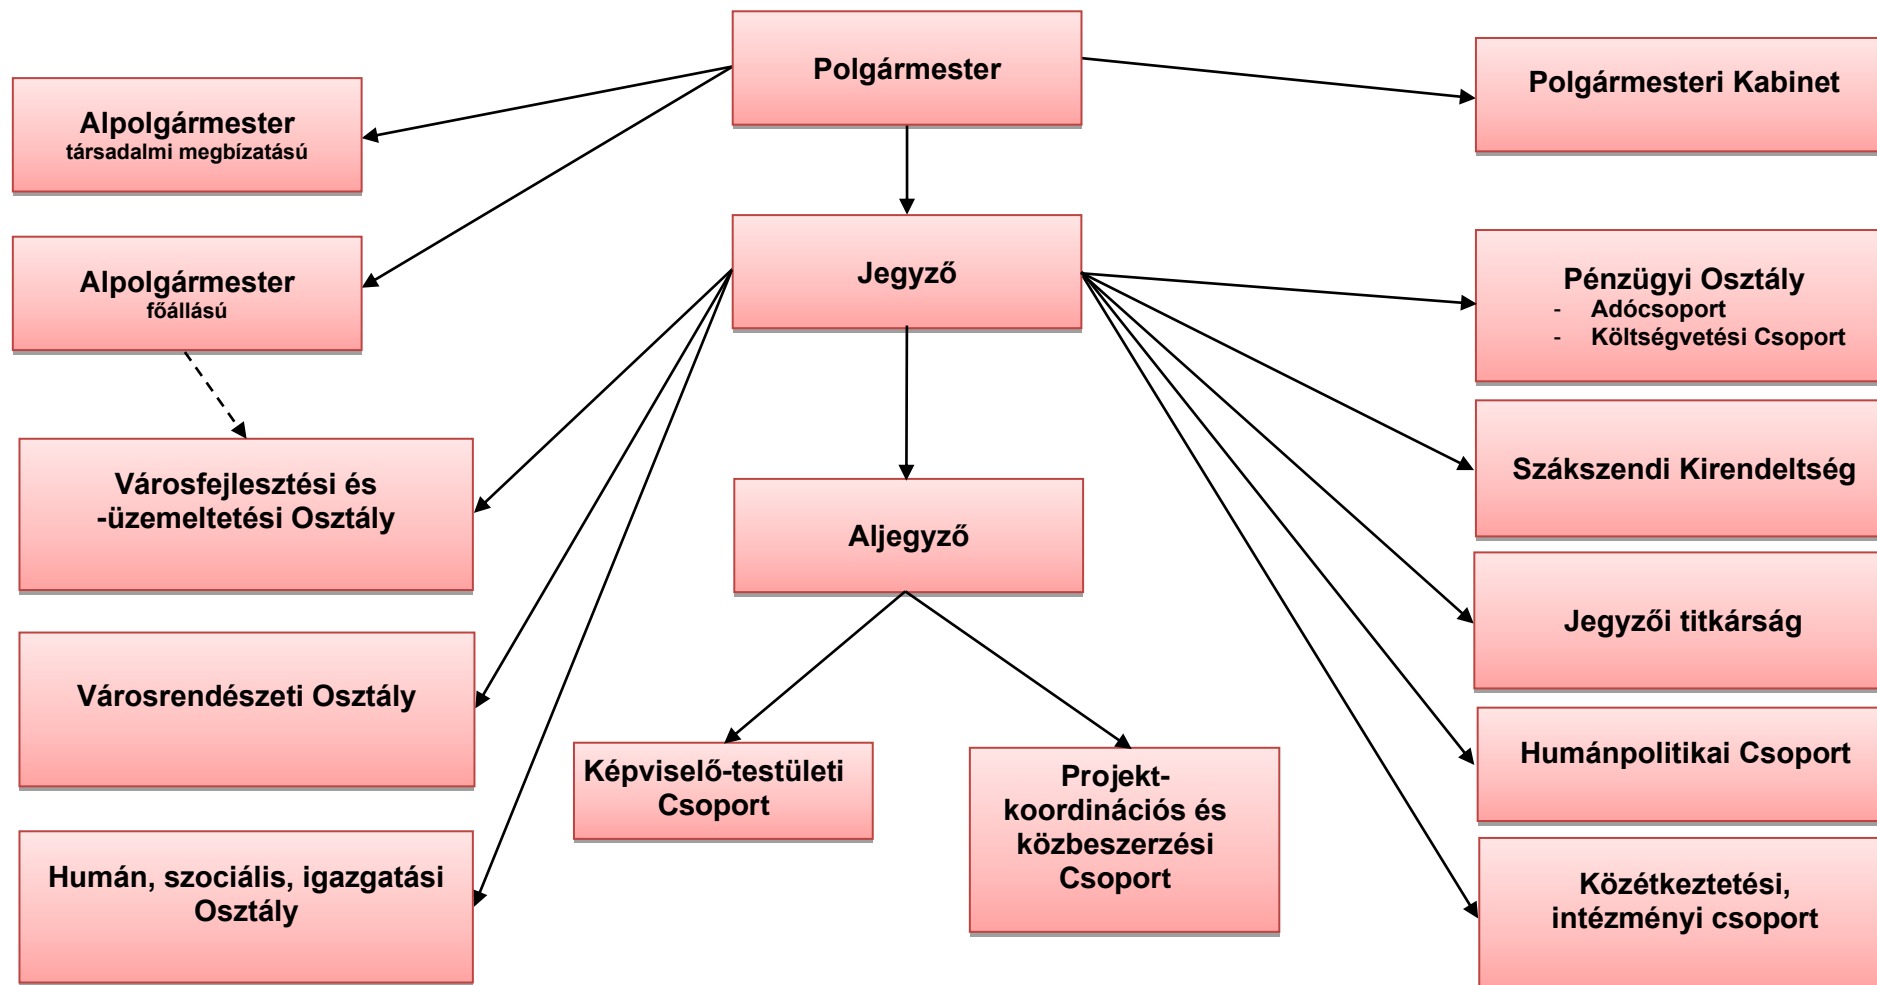 Polgármester
Polgármesteri Kabinet
Alpolgármester
társadalmi megbízatású
Alpolgármester
főállású
Jegyző
Pénzügyi Osztály
- Adócsoport
- Költségvetési Csoport
Városfejlesztési és
-üzemeltetési Osztály
Aljegyző
Szákszendi Kirendeltség
Jegyzői titkárság
Városrendészeti Osztály
Képviselő-testületi
Csoport
Projekt-
koordinációs és
közbeszerzési
Csoport
Humánpolitikai Csoport
Humán, szociális, igazgatási
Osztály
Közétkeztetési,
intézményi csoport